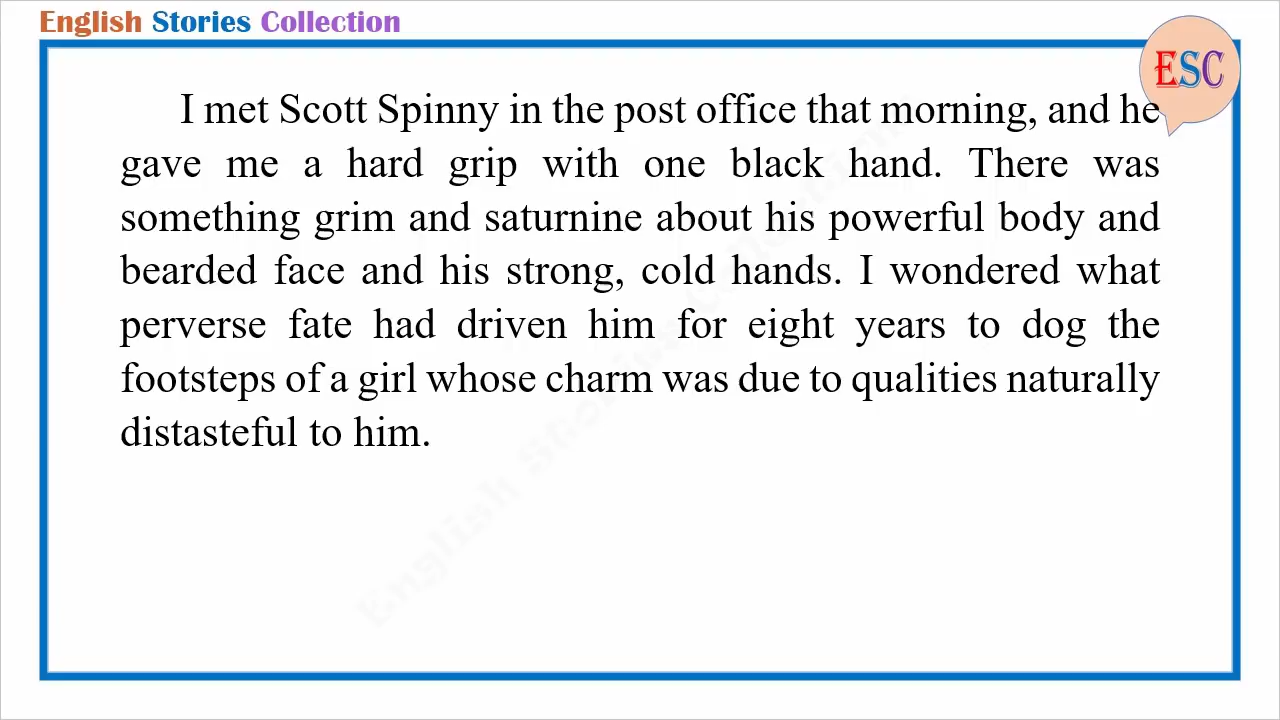 English Stories Collection
ESC
I met Scott Spinny in the post office that morning, and he
gave me a hard grip with one black hand. There was
something grim and saturnine about his powerful body and
bearded face and his strong, cold hands. I wondered what
perverse fate had driven him for eight years to dog the
footsteps of a girl whose charm was due to qualities naturally
distasteful to him.
English Stories Collection